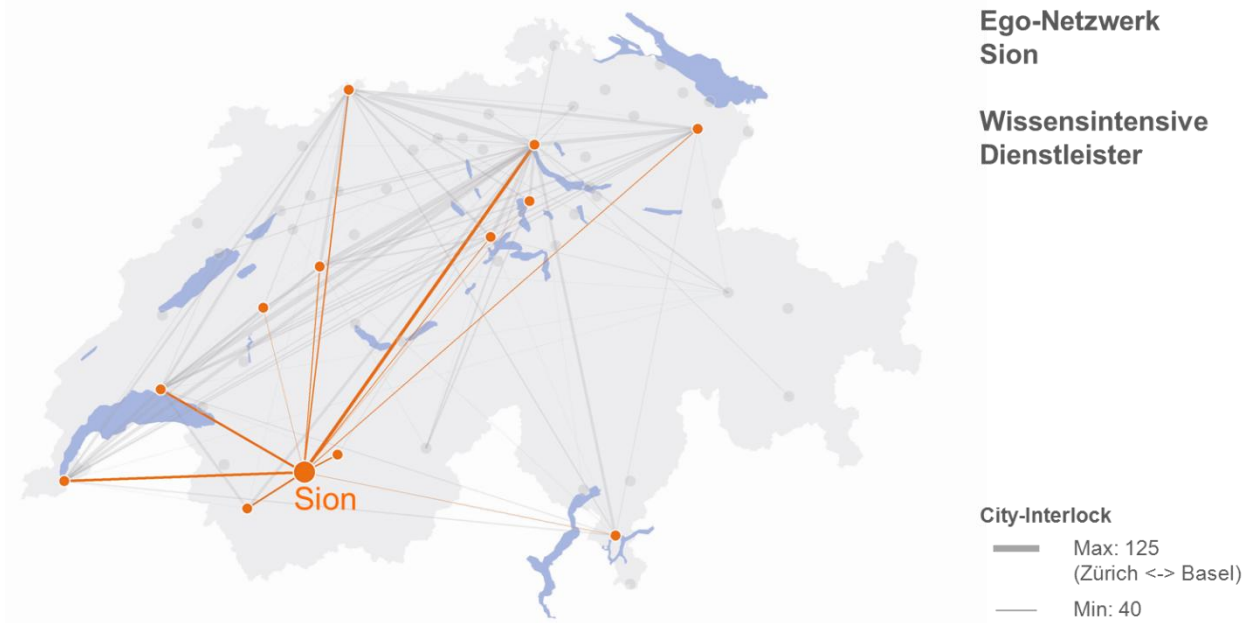 Ego-Netzwerk
Sion
Wissensintensive
Dienstleister
Sion
City-Interlock
Max: 125
(Zürich <-> Basel)
Min: 40